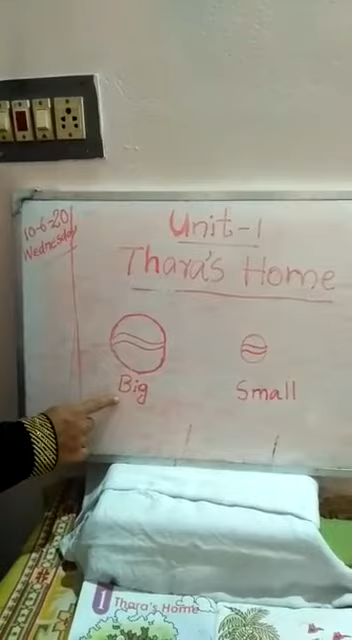 10-6-20
Wednesday
Unit-1
Thara's Home
Big
Small
1 Thara's Home